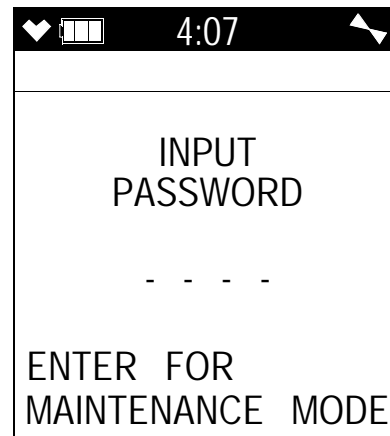 4:07
INPUT
PASSWORD
- - - -
ENTER FOR
MAINTENANCE MODE